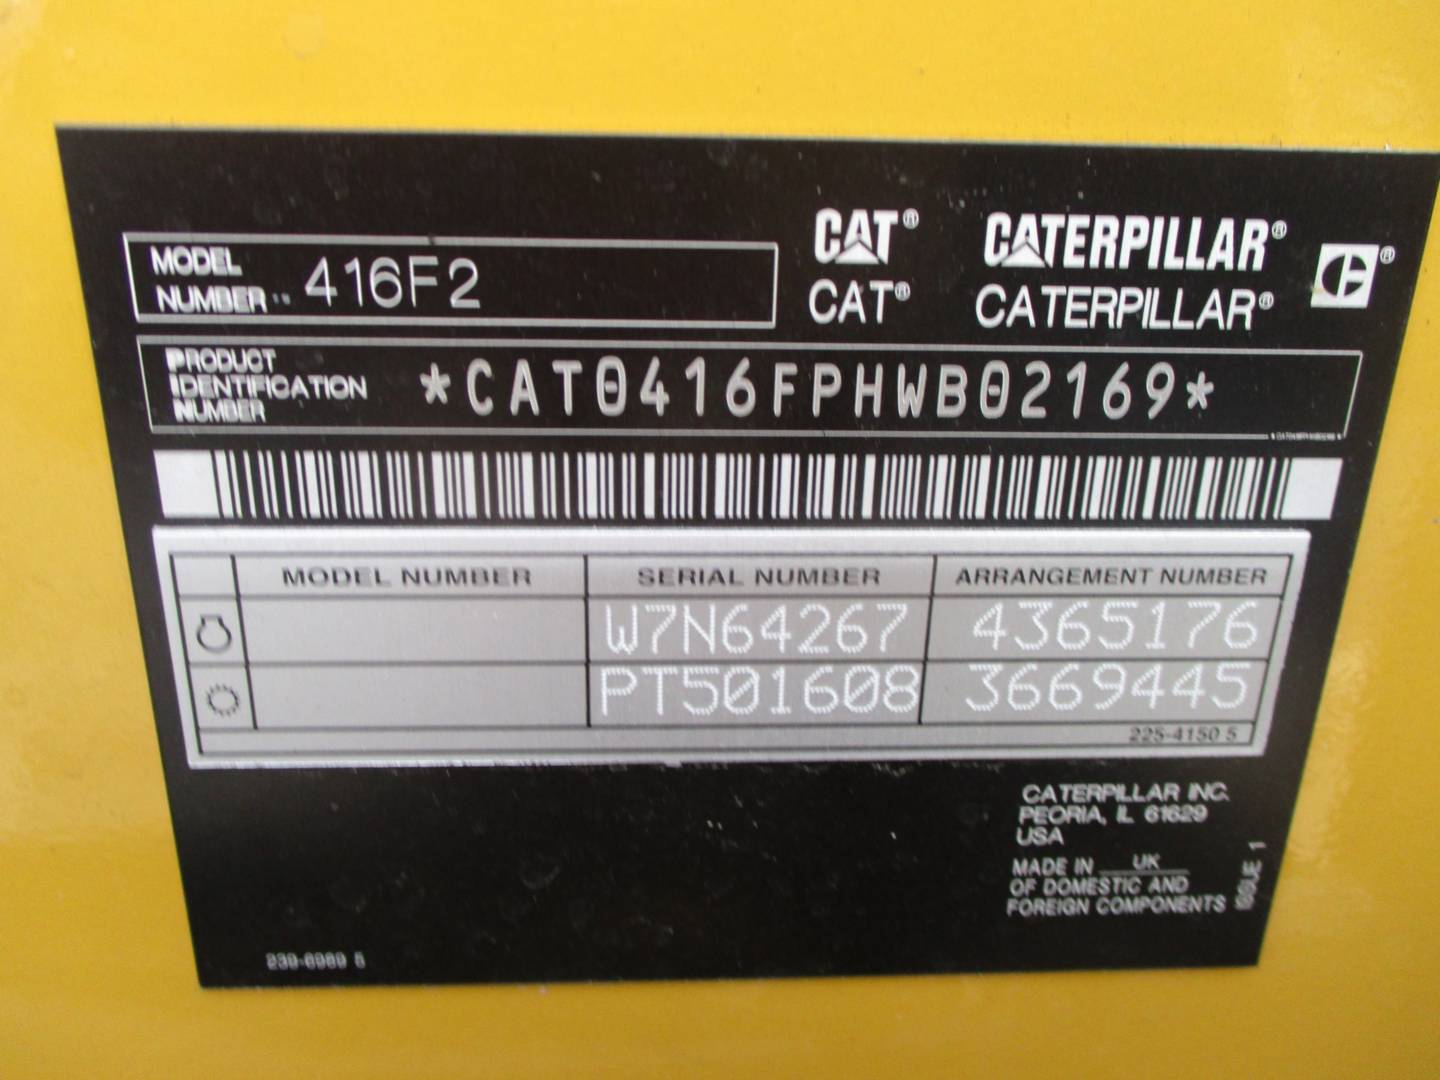 MODEL NUMBER 416F2
CAT® CATERPILLAR®
CAT® CATERPILLAR®
PRODUCT IDENTIFICATION NUMBER *CAT0416FPHWB02169*
MODEL NUMBER SERIAL NUMBER ARRANGEMENT NUMBER
W7N64267 4365176
PT501608 3669445
225-4150 5
CATERPILLAR INC.
PEORIA, IL 61629
USA
MADE IN UK
OF DOMESTIC AND
FOREIGN COMPONENTS
ISSUE 1
239-6969 5